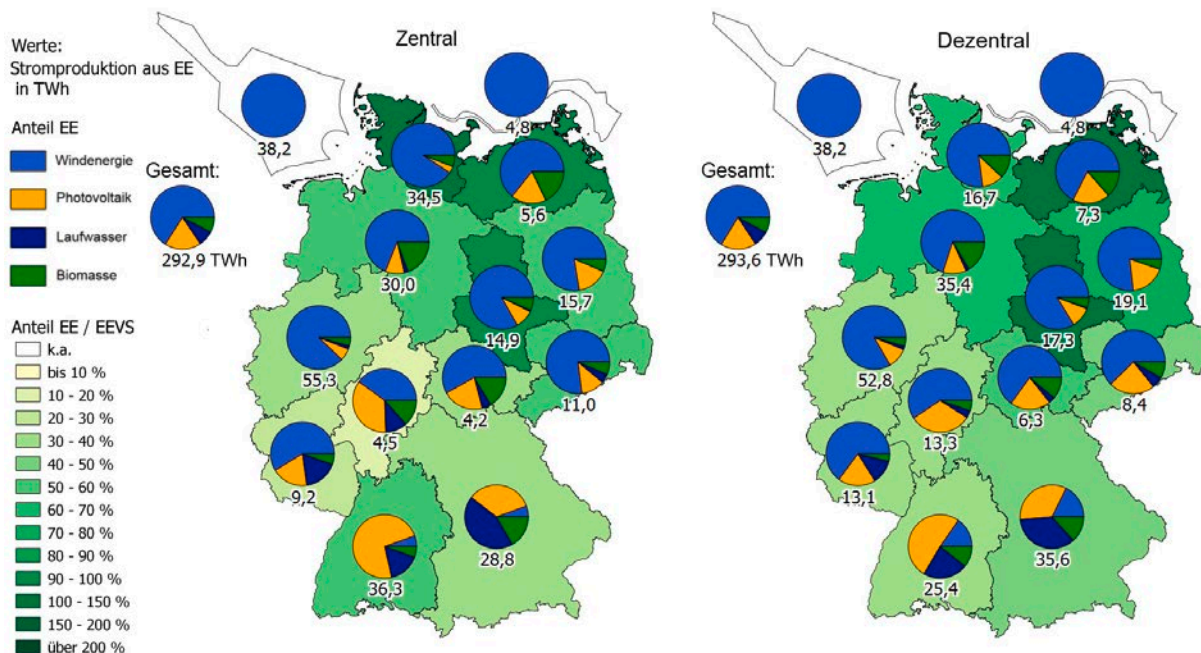 Werte:
Stromproduktion aus EE
in TWh
Anteil EE
Windenergie
Photovoltaik
Laufwasser
Biomasse
Anteil EE / EEVS
k.a.
bis 10 %
10 - 20 %
20 - 30 %
30 - 40 %
40 - 50 %
50 - 60 %
60 - 70 %
70 - 80 %
80 - 90 %
90 - 100 %
100 - 150 %
150 - 200 %
über 200 %
Zentral
38,2
4,8
Gesamt:
292,9 TWh
34,5
5,6
30,0
15,7
14,9
55,3
4,5
4,2
11,0
9,2
36,3
28,8
Dezentral
38,2
4,8
Gesamt:
293,6 TWh
16,7
7,3
35,4
19,1
17,3
52,8
13,3
6,3
8,4
13,1
25,4
35,6